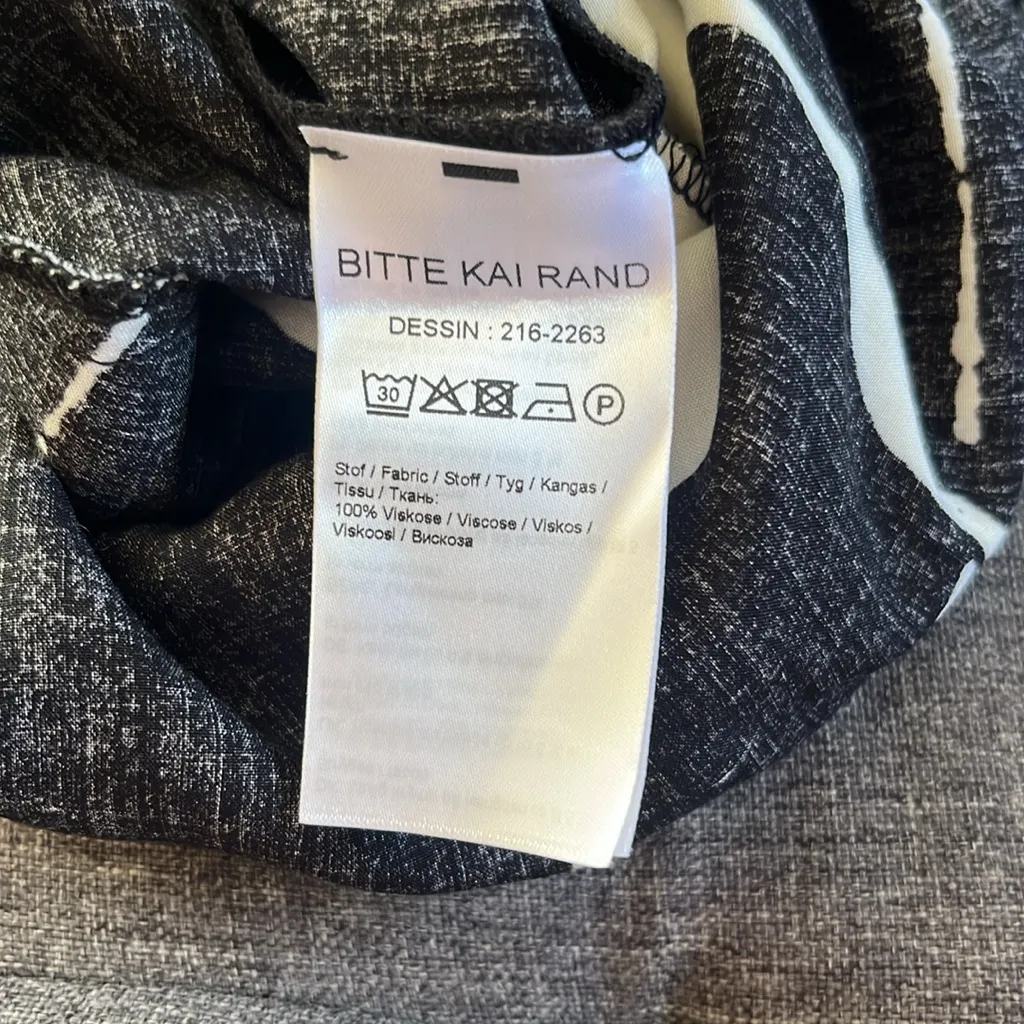 BITTE KAI RAND
DESSIN : 216-2263
30
P
Stof / Fabric / Stoff / Tyg / Kangas /
Tissu / Ткань:
100% Viskose / Viscose / Viskos /
Viskoosi / Вискоза